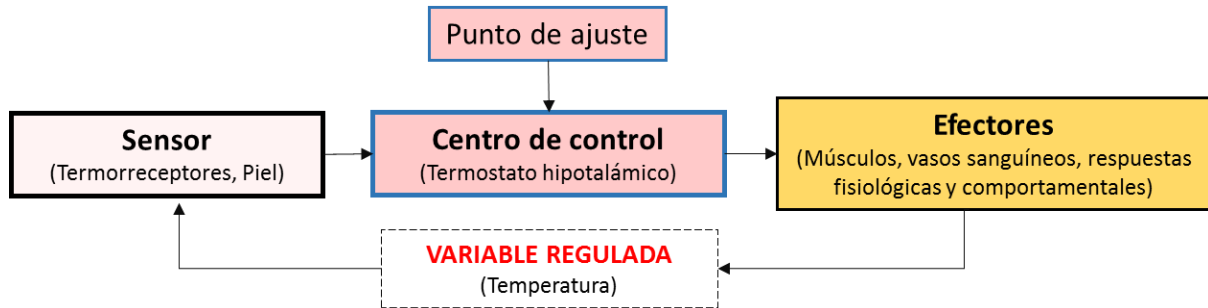 Punto de ajuste
Sensor
(Termorreceptores, Piel)
Centro de control
(Termostato hipotalámico)
Efectores
(Músculos, vasos sanguíneos, respuestas
fisiológicas y comportamentales)
VARIABLE REGULADA
(Temperatura)